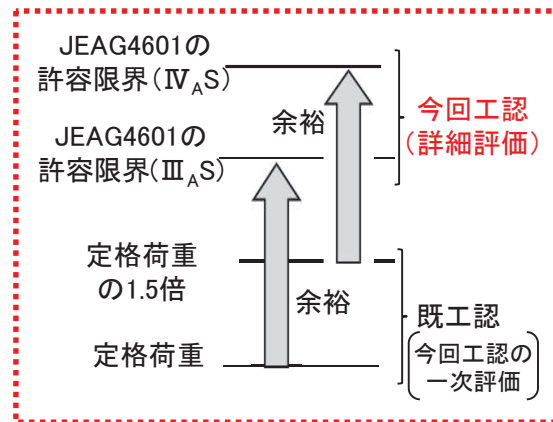 JEAG4601の
許容限界(ⅣAS)
余裕
今回工認
(詳細評価)
JEAG4601の
許容限界(ⅢAS)
定格荷重
の1.5倍
余裕
既工認
今回工認の
一次評価
定格荷重